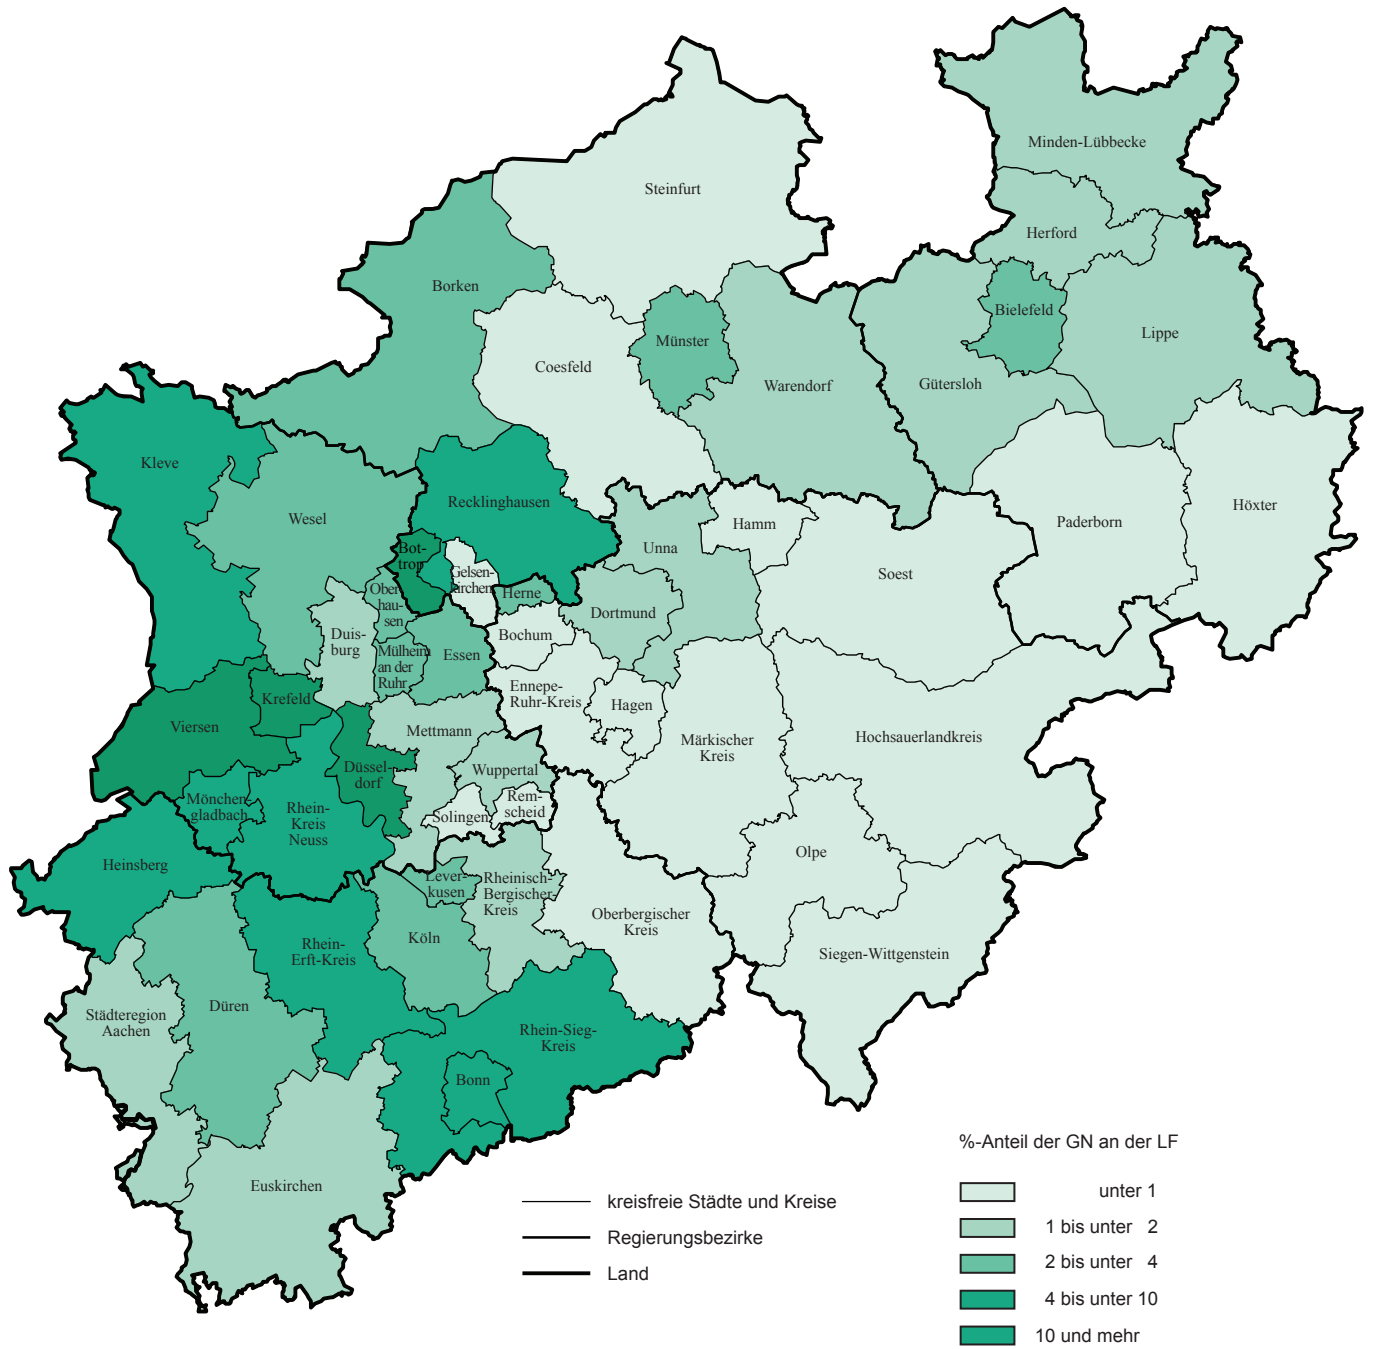 Minden-Lübbecke
Steinfurt
Herford
Borken
Bielefeld
Lippe
Münster
Coesfeld
Warendorf
Gütersloh
Kleve
Recklinghausen
Höxter
Wesel
Hamm
Paderborn
Unna
Bot-
trop
Gelsen-
kirchen
Soest
Ober-
hau-
sen
Herne
Dortmund
Duis-
burg
Bochum
Mülheim
an der
Ruhr
Essen
Ennepe-
Ruhr-Kreis
Hagen
Krefeld
Viersen
Mettmann
Märkischer
Kreis
Hochsauerlandkreis
Düssel-
dorf
Wuppertal
Mönchen-
gladbach
Rhein-
Kreis
Neuss
Rem-
scheid
Solingen
Heinsberg
Olpe
Lever-
kusen
Rheinisch-
Bergischer-
Kreis
Oberbergischer
Kreis
Köln
Rhein-
Erft-Kreis
Siegen-Wittgenstein
Düren
Städteregion
Aachen
Rhein-Sieg-
Kreis
Bonn
Euskirchen
kreisfreie Städte und Kreise
Regierungsbezirke
Land
%-Anteil der GN an der LF
unter 1
1 bis unter 2
2 bis unter 4
4 bis unter 10
10 und mehr